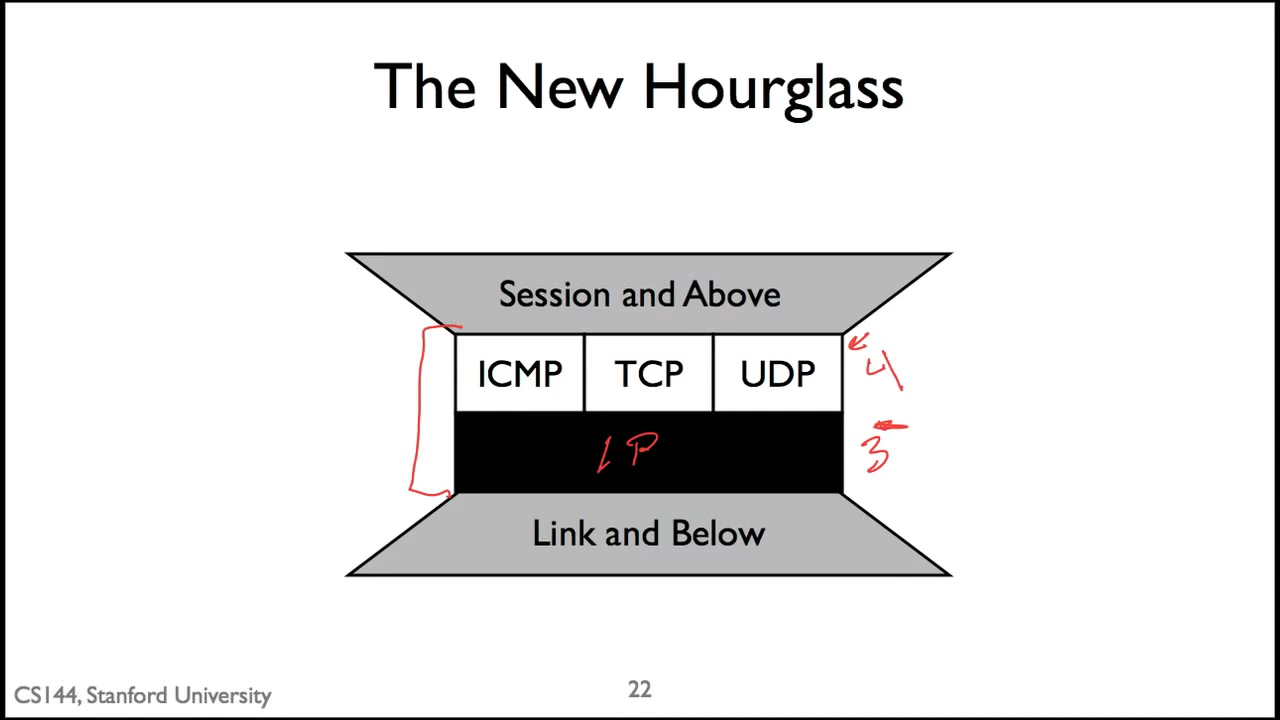 The New Hourglass
Session and Above
ICMP TCP UDP
4
IP
3
Link and Below
CS144, Stanford University
22